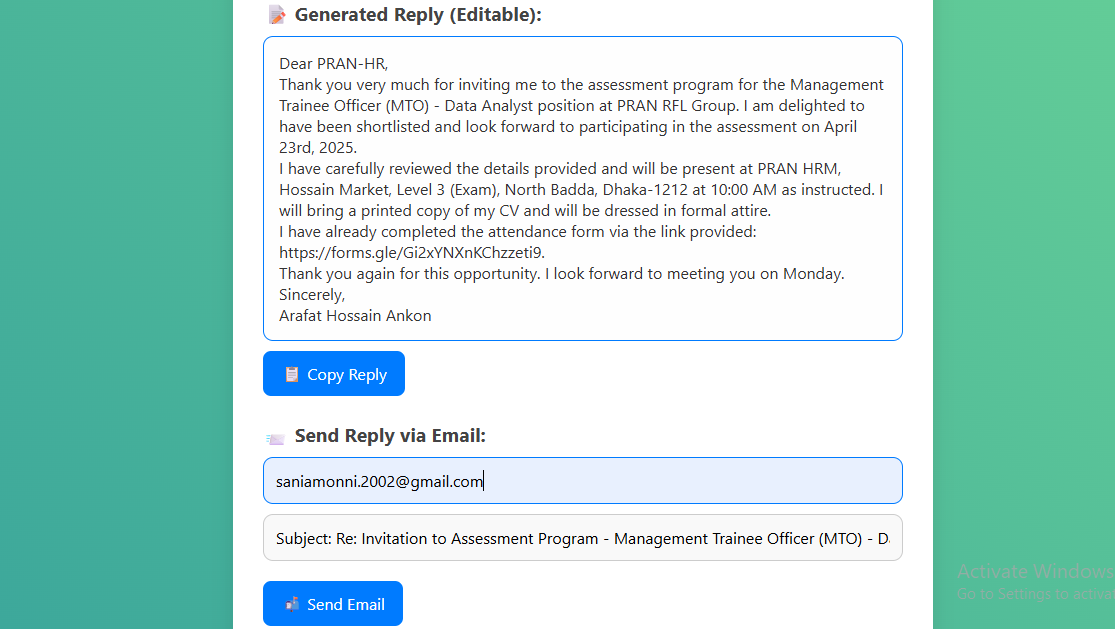 Generated Reply (Editable):
Dear PRAN-HR,
Thank you very much for inviting me to the assessment program for the Management
Trainee Officer (MTO) - Data Analyst position at PRAN RFL Group. I am delighted to
have been shortlisted and look forward to participating in the assessment on April
23rd, 2025.
I have carefully reviewed the details provided and will be present at PRAN HRM,
Hossain Market, Level 3 (Exam), North Badda, Dhaka-1212 at 10:00 AM as instructed. I
will bring a printed copy of my CV and will be dressed in formal attire.
I have already completed the attendance form via the link provided:
https://forms.gle/Gi2xYNXnKChzzeti9.
Thank you again for this opportunity. I look forward to meeting you on Monday.
Sincerely,
Arafat Hossain Ankon
Copy Reply
Send Reply via Email:
saniamonni.2002@gmail.com
Subject: Re: Invitation to Assessment Program - Management Trainee Officer (MTO) - D
Send Email
Activate Windows
Go to Settings to activa